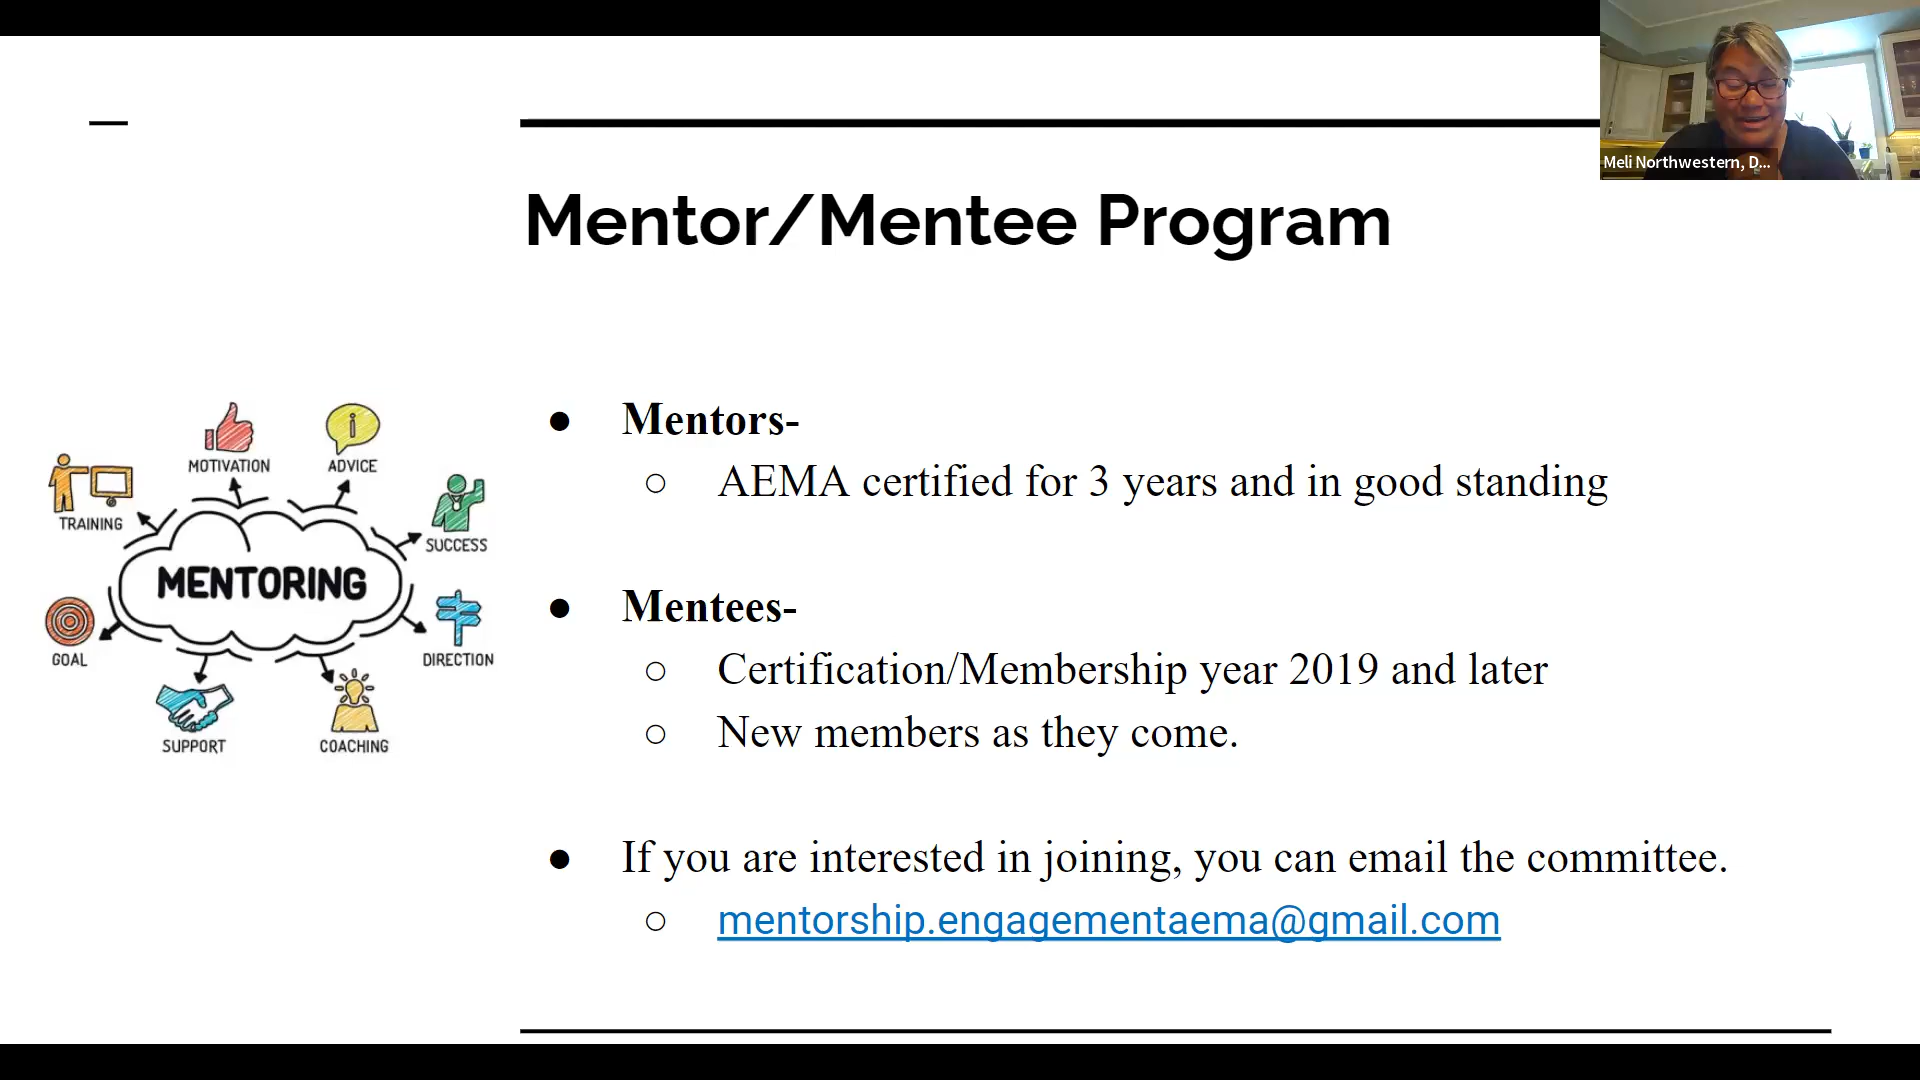 Meli Northwestern, D...
Mentor/Mentee Program
● Mentors-
○ AEMA certified for 3 years and in good standing
● Mentees-
○ Certification/Membership year 2019 and later
○ New members as they come.
● If you are interested in joining, you can email the committee.
○ mentorship.engagementaema@gmail.com
MOTIVATION
ADVICE
TRAINING
SUCCESS
MENTORING
GOAL
DIRECTION
SUPPORT
COACHING